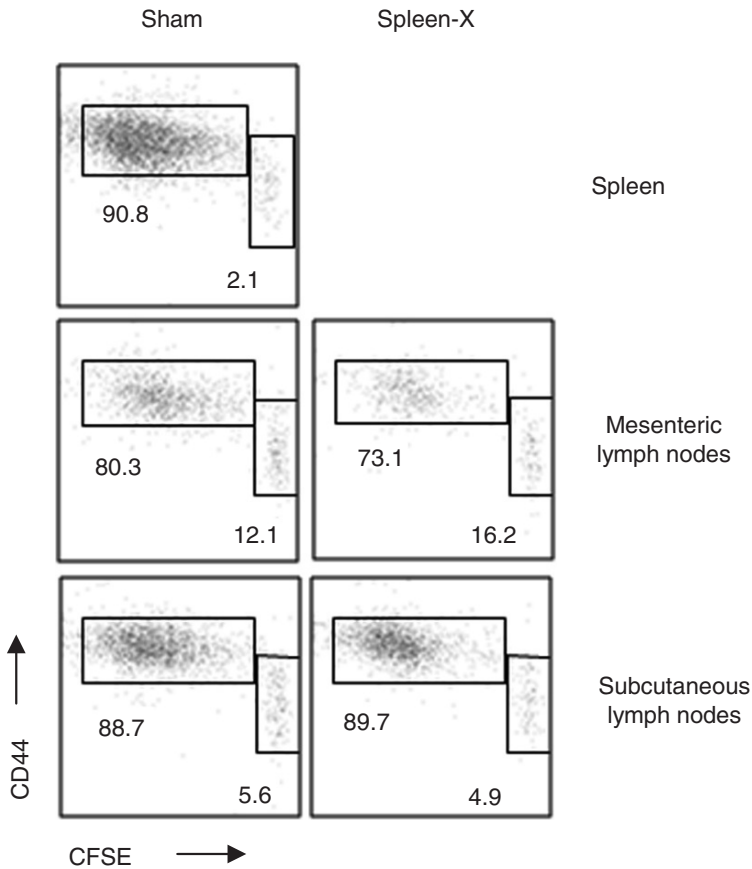 Sham
Spleen-X
90.8
2.1
Spleen
80.3
12.1
73.1
16.2
Mesenteric
lymph nodes
88.7
5.6
89.7
4.9
Subcutaneous
lymph nodes
CD44
CFSE